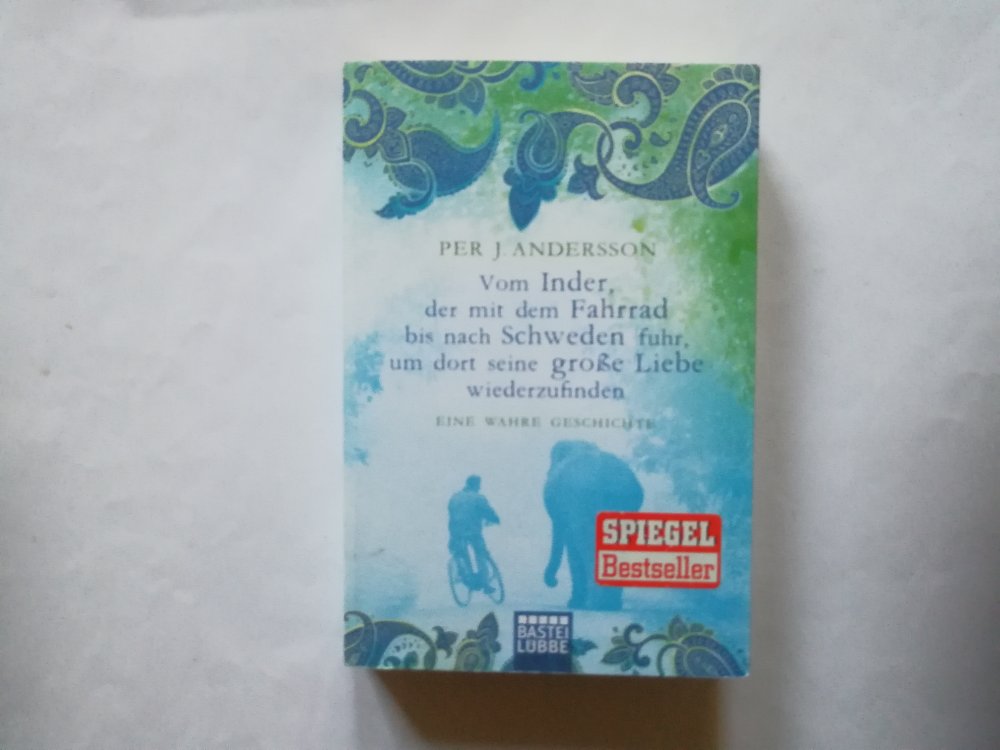 PER J. ANDERSSON
Vom Inder,
der mit dem Fahrrad
bis nach Schweden fuhr,
um dort seine große Liebe
wiederzufinden
EINE WAHRE GESCHICHTE
SPIEGEL
Bestseller
BASTEI
LÜBBE